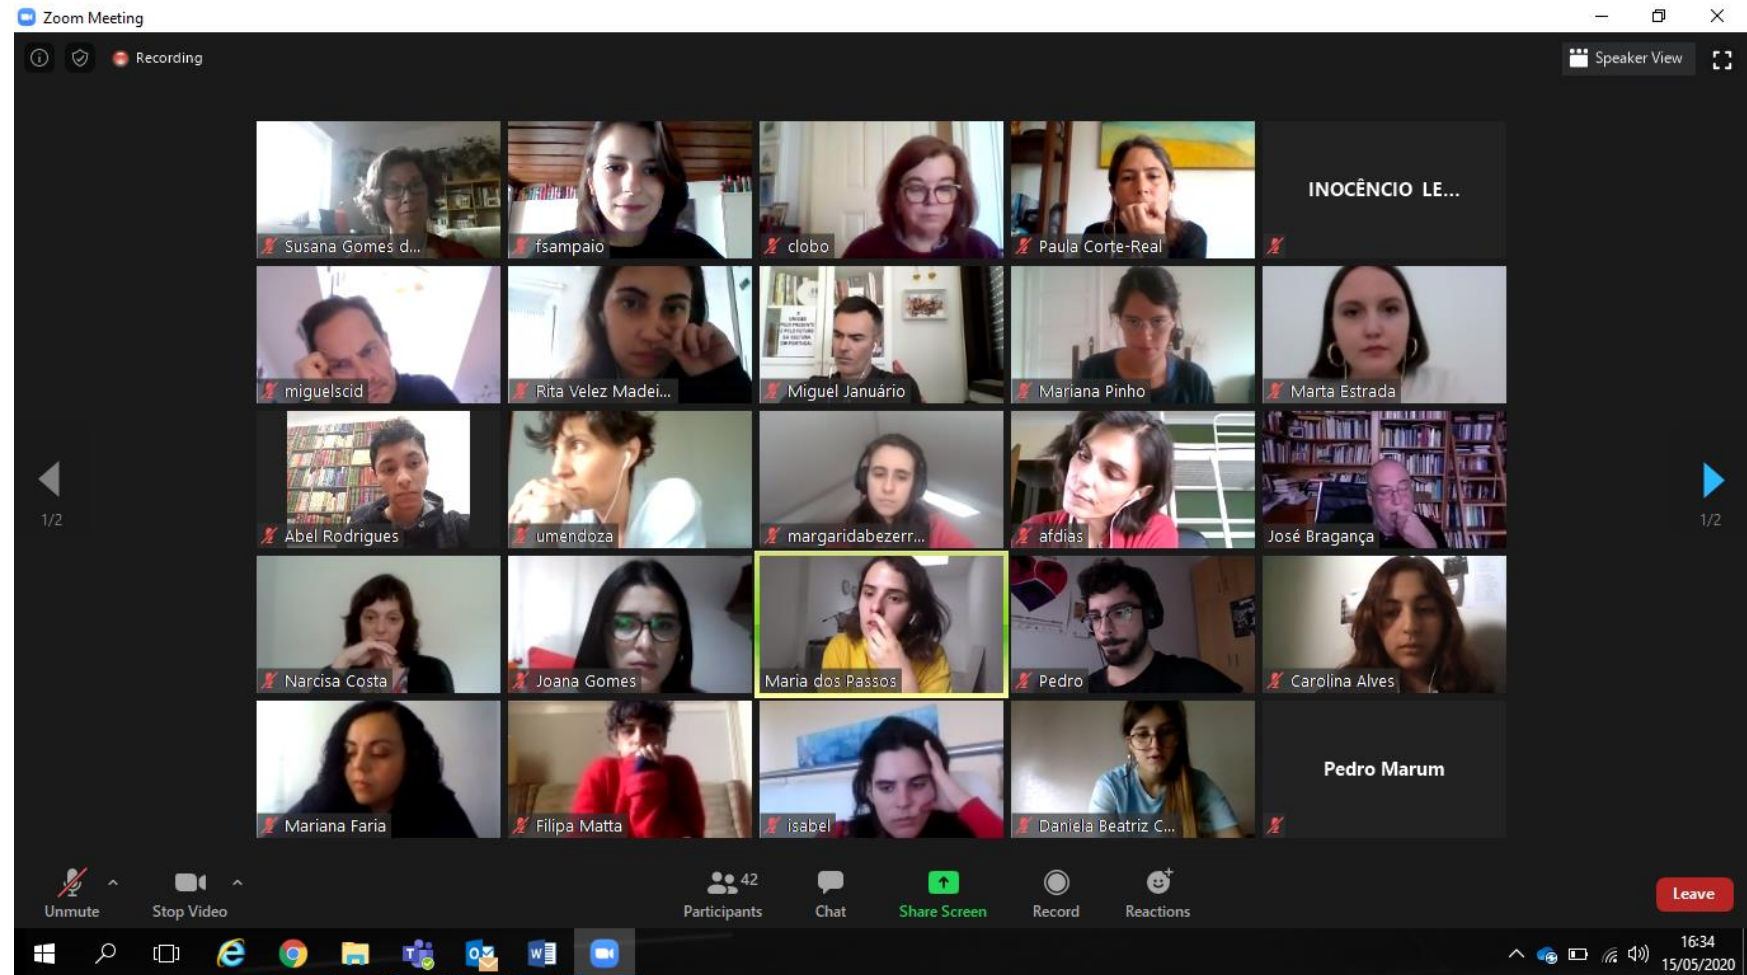 Zoom Meeting
Recording
Speaker View
Susana Gomes d...
fsampaio
clobo
Paula Corte-Real
INOCÊNCIO LE...
miguelscid
Rita Velez Madei...
Miguel Januário
Mariana Pinho
Marta Estrada
Abel Rodrigues
umendoza
margaridabezerr...
afdias
José Bragança
1/2
1/2
Narcisa Costa
Joana Gomes
Maria dos Passos
Pedro
Carolina Alves
Mariana Faria
Filipa Matta
isabel
Daniela Beatriz C...
Pedro Marum
Unmute
Stop Video
42
Participants
Chat
Share Screen
Record
Reactions
Leave
16:34
15/05/2020